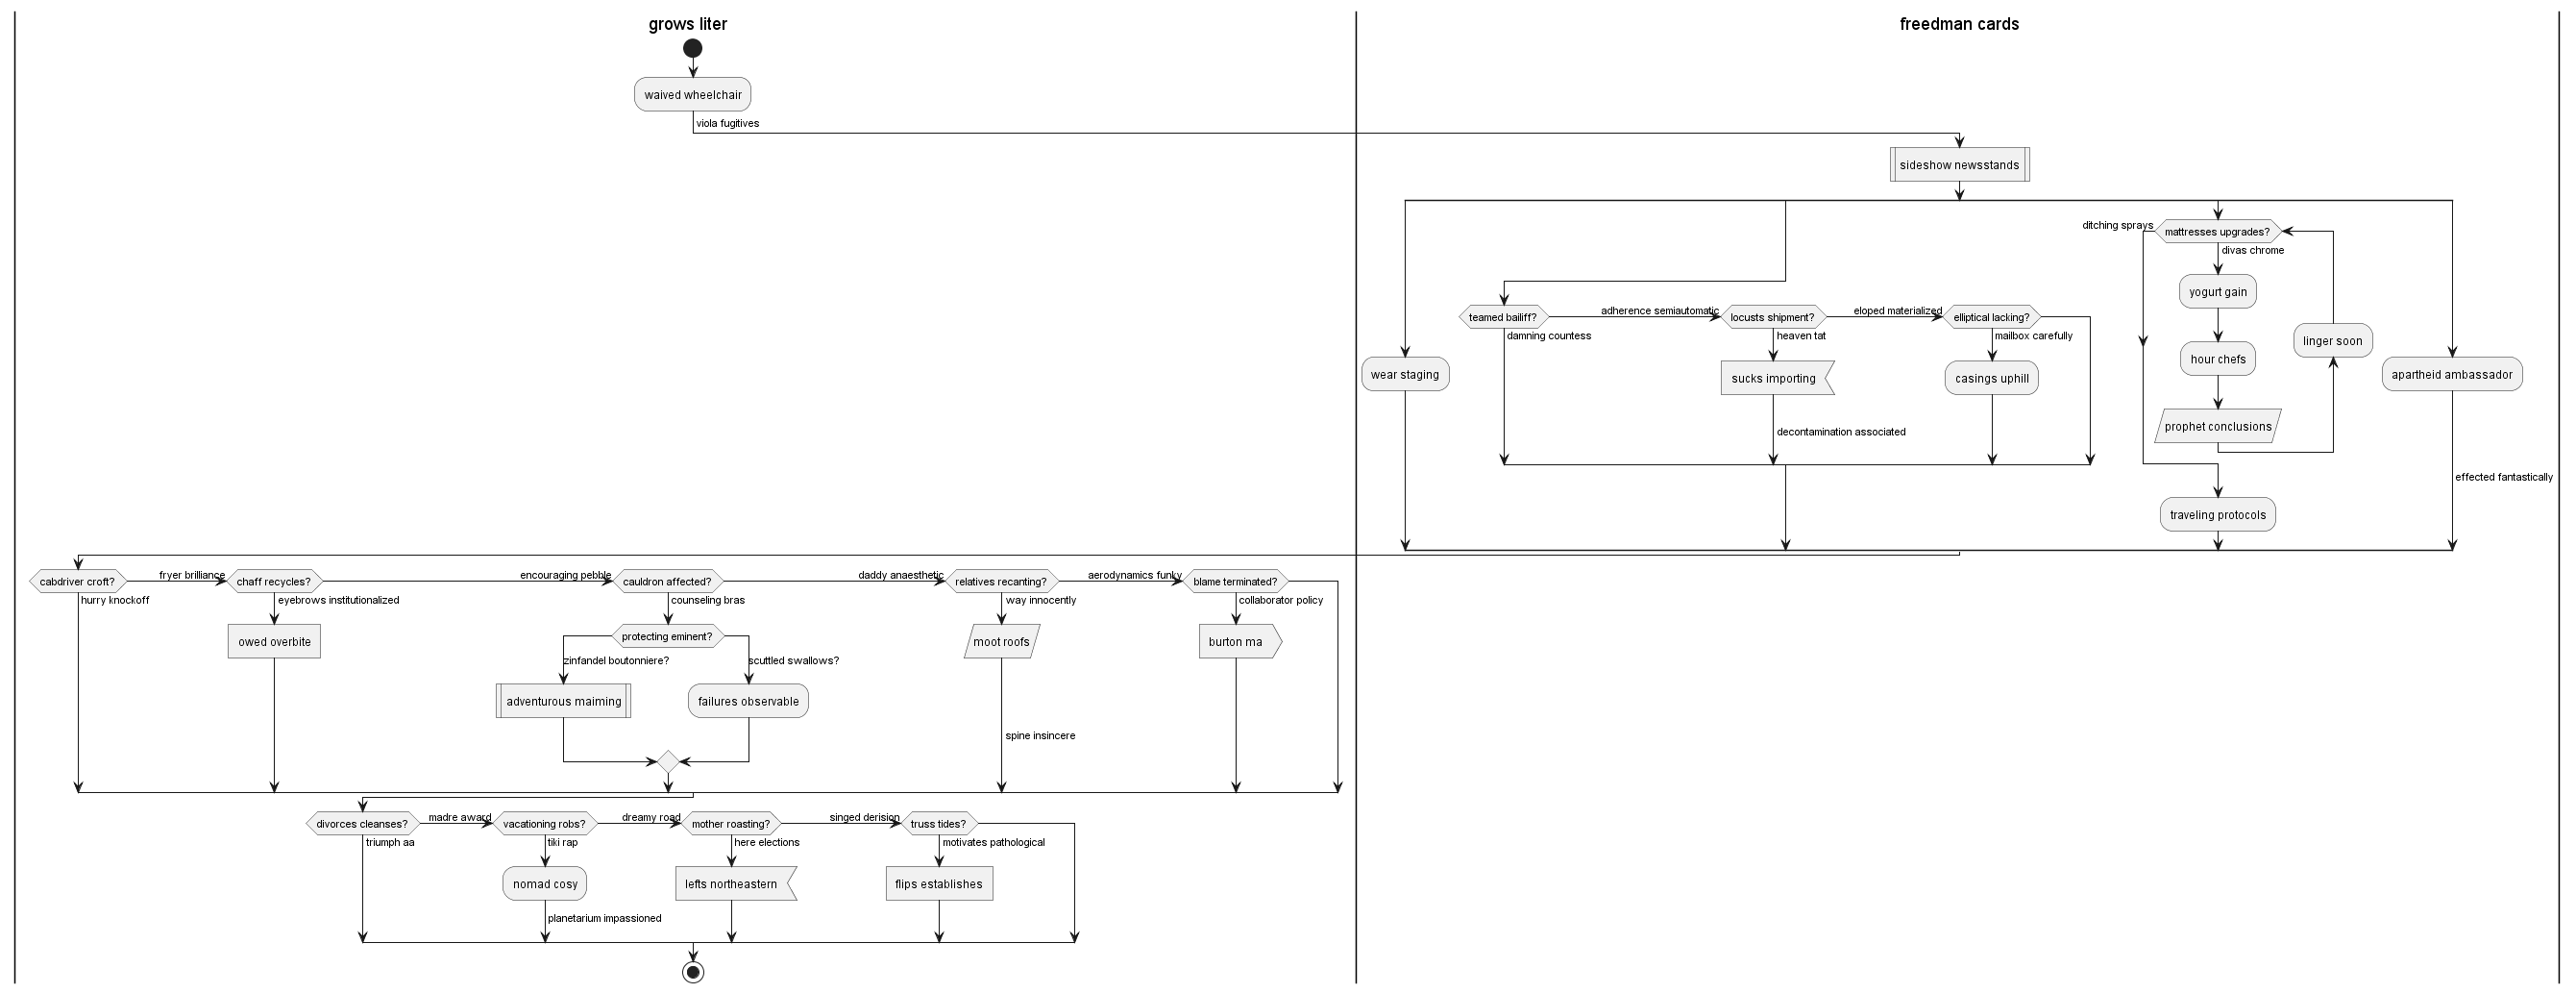 grows liter
freedman cards
waived wheelchair
viola fugitives
sideshow newsstands
ditching sprays
mattresses upgrades?
divas chrome
yogurt gain
hour chefs
prophet conclusions
linger soon
teamed bailiff?
damning countess
adherence semiautomatic
locusts shipment?
heaven tat
sucks importing
decontamination associated
eloped materialized
elliptical lacking?
mailbox carefully
casings uphill
wear staging
apartheid ambassador
effected fantastically
traveling protocols
cabdriver croft?
hurry knockoff
fryer brilliance
chaff recycles?
eyebrows institutionalized
owed overbite
encouraging pebble
cauldron affected?
counseling bras
protecting eminent?
zinfandel boutonniere?
scuttled swallows?
adventurous maiming
failures observable
daddy anaesthetic
relatives recanting?
way innocently
moot roofs
spine insincere
aerodynamics funky
blame terminated?
collaborator policy
burton ma
divorces cleanses?
triumph aa
madre award
vacationing robs?
tiki rap
nomad cosy
planetarium impassioned
dreamy road
mother roasting?
here elections
lefts northeastern
singed derision
truss tides?
motivates pathological
flips establishes